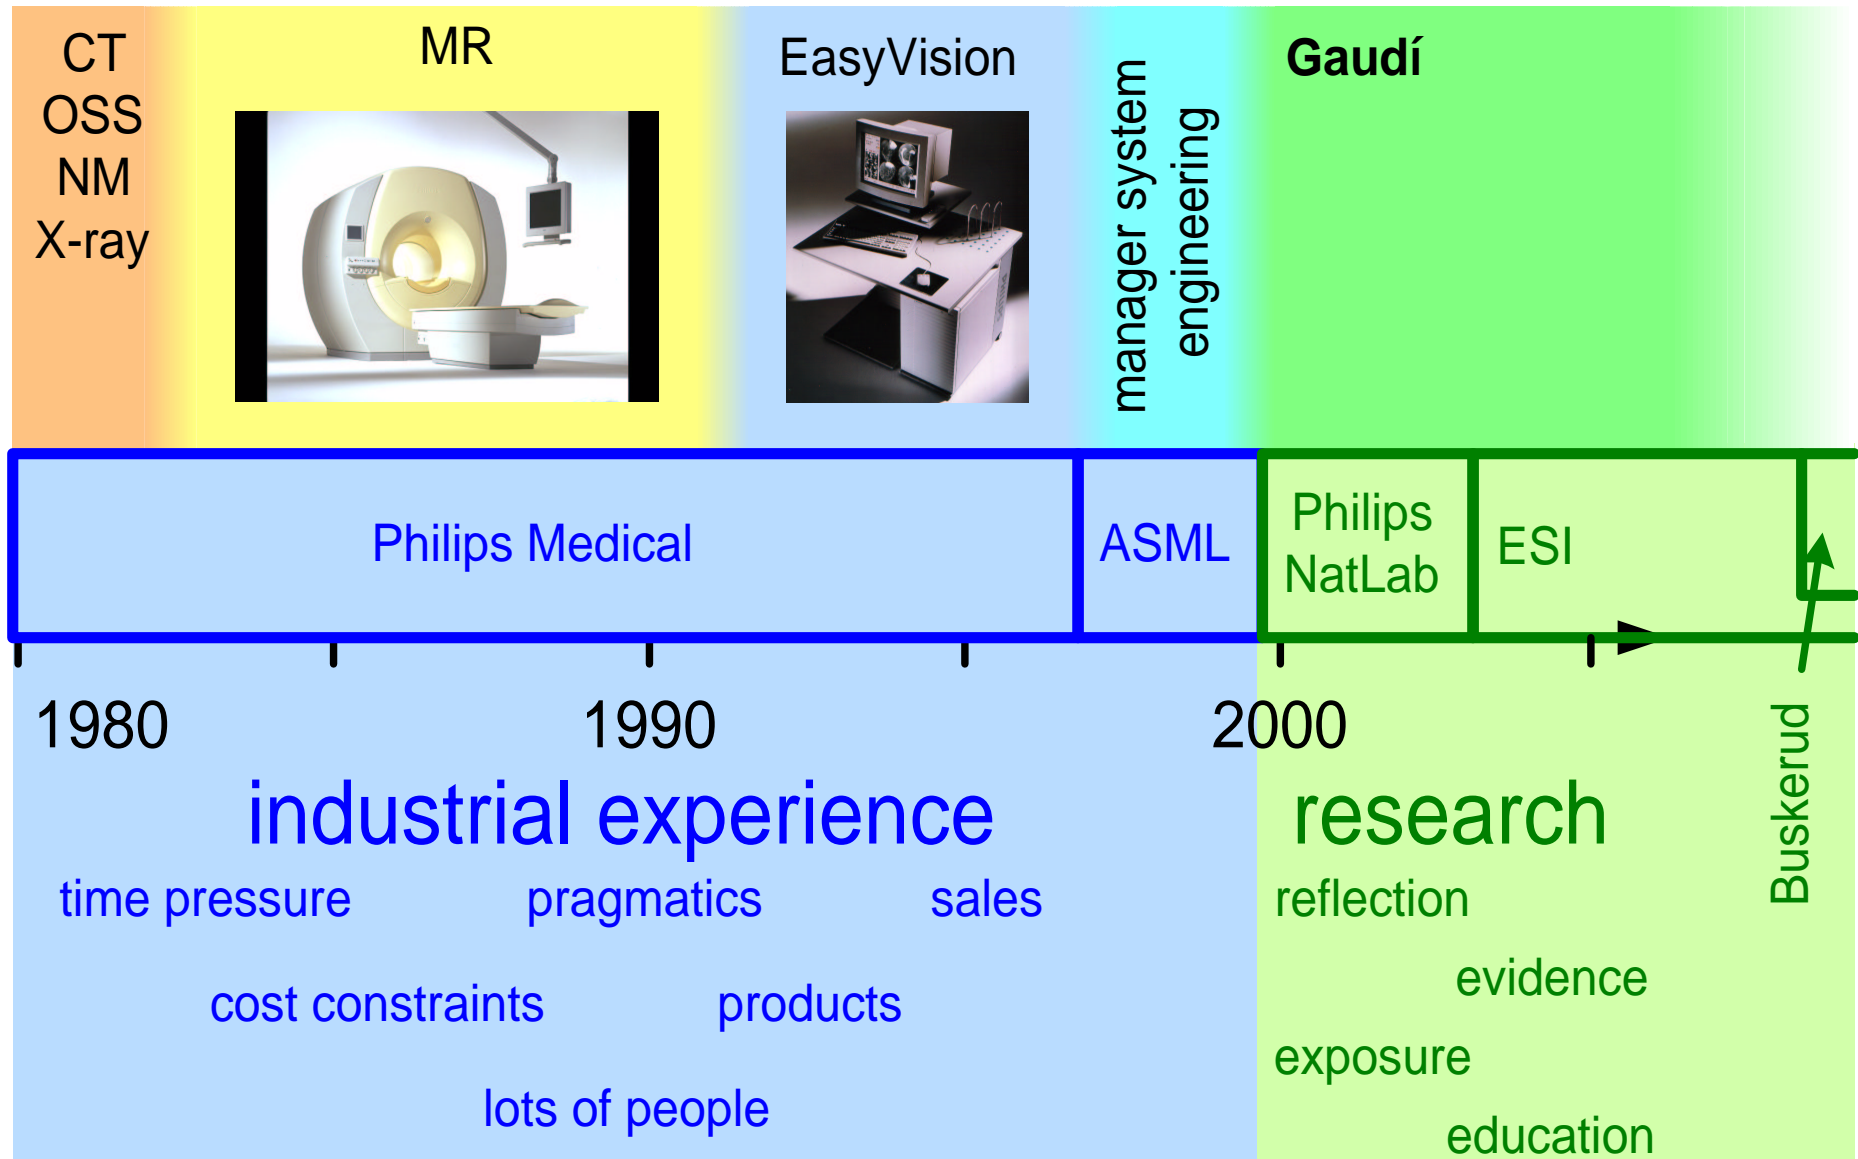 CT
OSS
NM
X-ray
MR
EasyVision
manager system
engineering
Gaudí
Philips Medical
ASML
Philips
NatLab
ESI
1980
1990
2000
industrial experience
research
Buskerud
time pressure
pragmatics
sales
reflection
cost constraints
products
evidence
exposure
lots of people
education